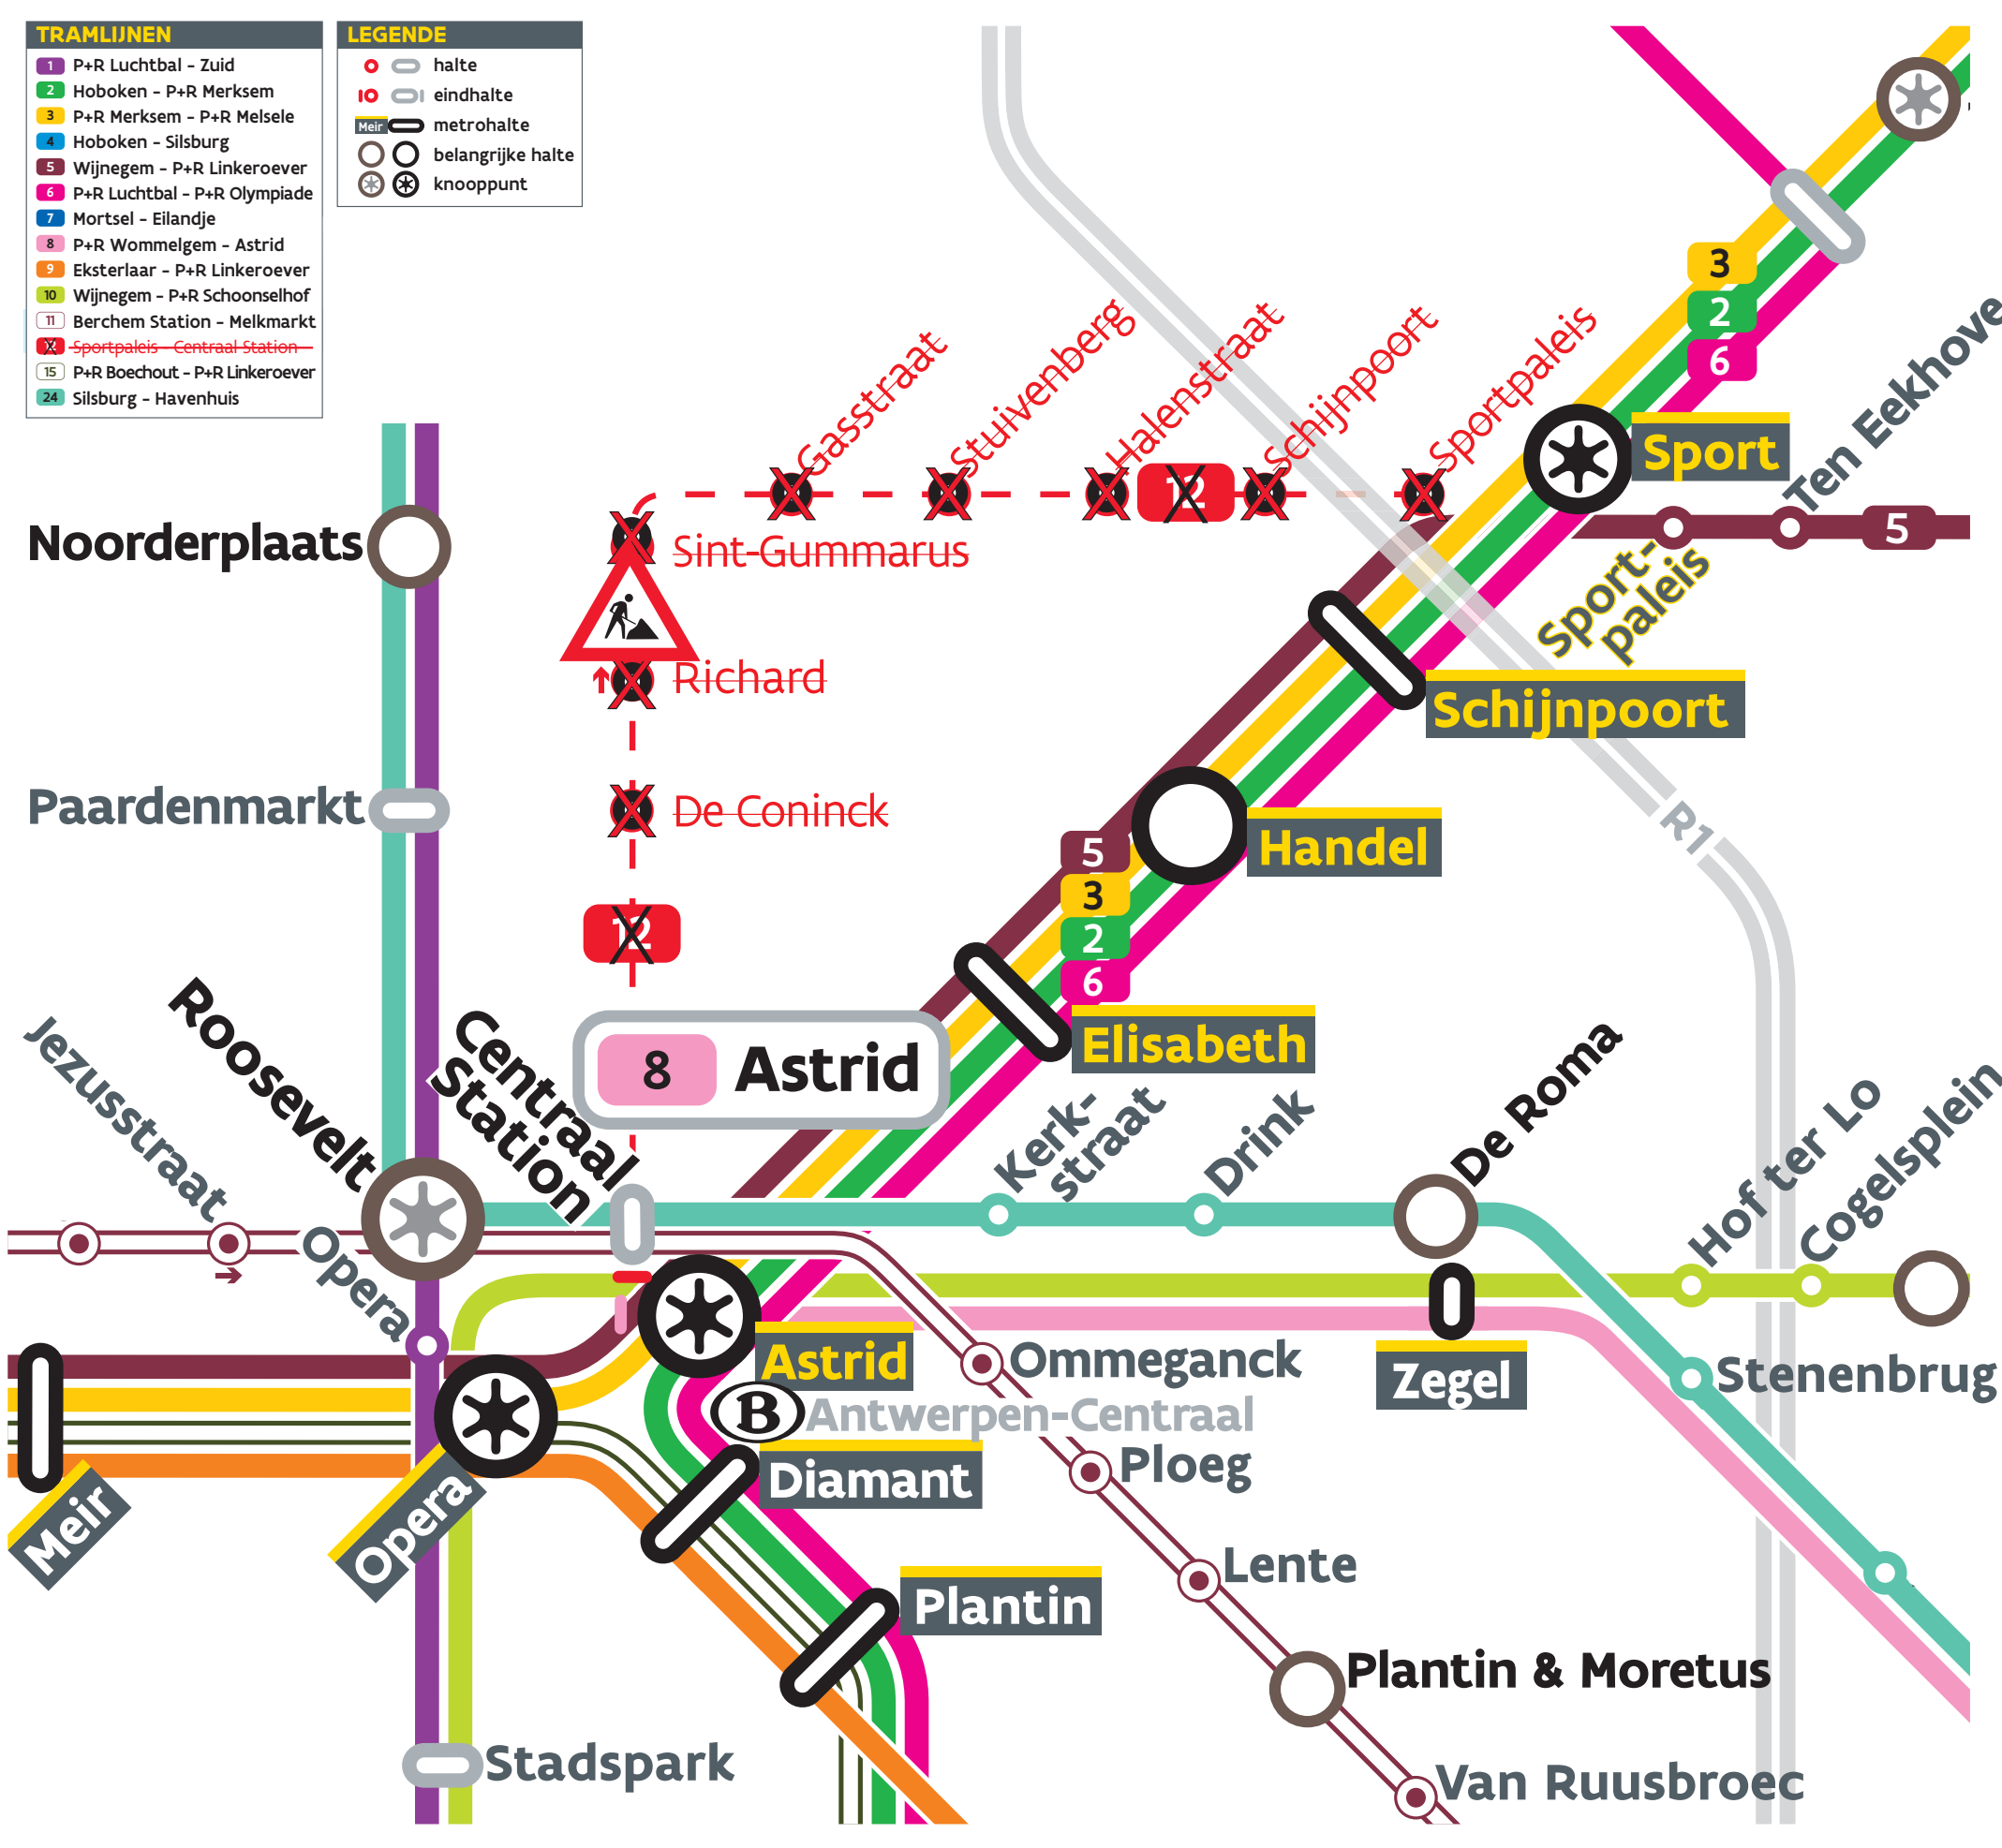 TRAMLIJNEN
1 P+R Luchtbal - Zuid
2 Hoboken - P+R Merksem
3 P+R Merksem - P+R Melsele
4 Hoboken - Silsburg
5 Wijnegem - P+R Linkeroever
6 P+R Luchtbal - P+R Olympiade
7 Mortsel - Eilandje
8 P+R Wommelgem - Astrid
9 Eksterlaar - P+R Linkeroever
10 Wijnegem - P+R Schoonselhof
11 Berchem Station - Melkmarkt
12 Sportpaleis - Centraal Station
15 P+R Boechout - P+R Linkeroever
24 Silsburg - Havenhuis
LEGENDE
halte
eindhalte
Meir metrohalte
belangrijke halte
knooppunt
3
2
6
Gasstraat
Stuivenberg
Halenstraat
Schijnpoort
Sportpaleis
12
Sport
Ten Eekhove
5
Sport-
paleis
Noorderplaats
Sint-Gummarus
Richard
Schijnpoort
Paardenmarkt
De Coninck
R1
Handel
5
3
2
6
12
Elisabeth
8 Astrid
Jezusstraat
Roosevelt
Centraal
Station
Kerk-
straat
Drink
De Roma
Hof ter Lo
Cogelsplein
Opera
Astrid
B Antwerpen-Centraal
Ommeganck
Zegel
Stenenbrug
Meir
Opera
Diamant
Ploeg
Lente
Plantin
Plantin & Moretus
Stadspark
Van Ruusbroec